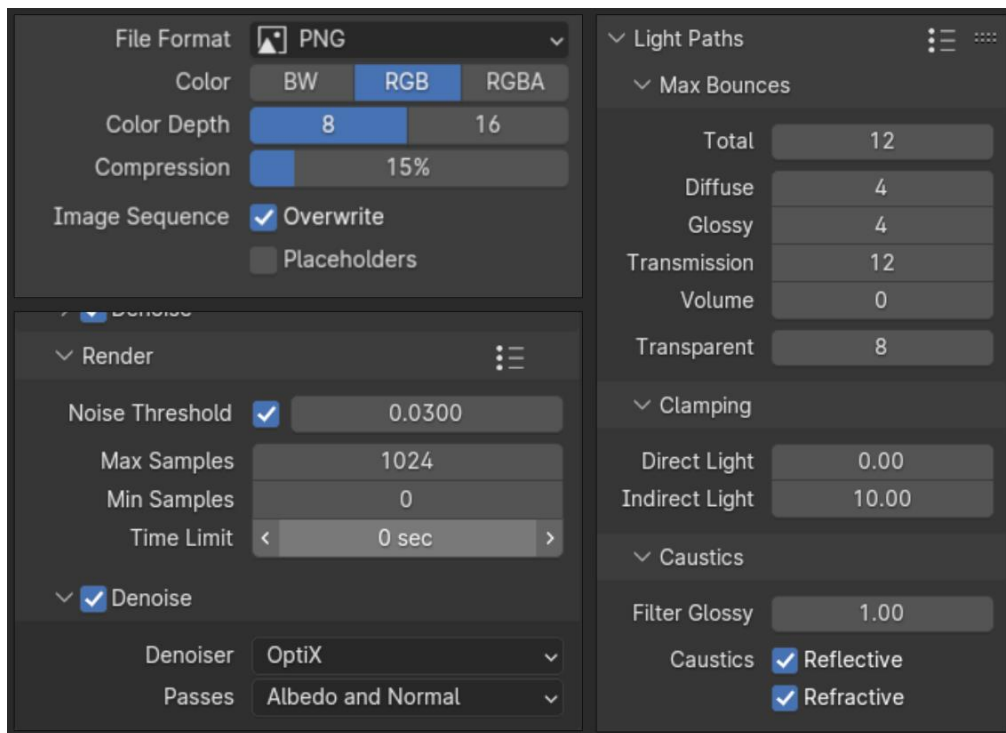 File Format PNG
Color BW RGB RGBA
Color Depth 8 16
Compression 15%
Image Sequence Overwrite
Placeholders
Denoise
Render
Noise Threshold 0.0300
Max Samples 1024
Min Samples 0
Time Limit 0 sec
Denoise
Denoiser OptiX
Passes Albedo and Normal
Light Paths
Max Bounces
Total 12
Diffuse 4
Glossy 4
Transmission 12
Volume 0
Transparent 8
Clamping
Direct Light 0.00
Indirect Light 10.00
Caustics
Filter Glossy 1.00
Caustics Reflective
Refractive